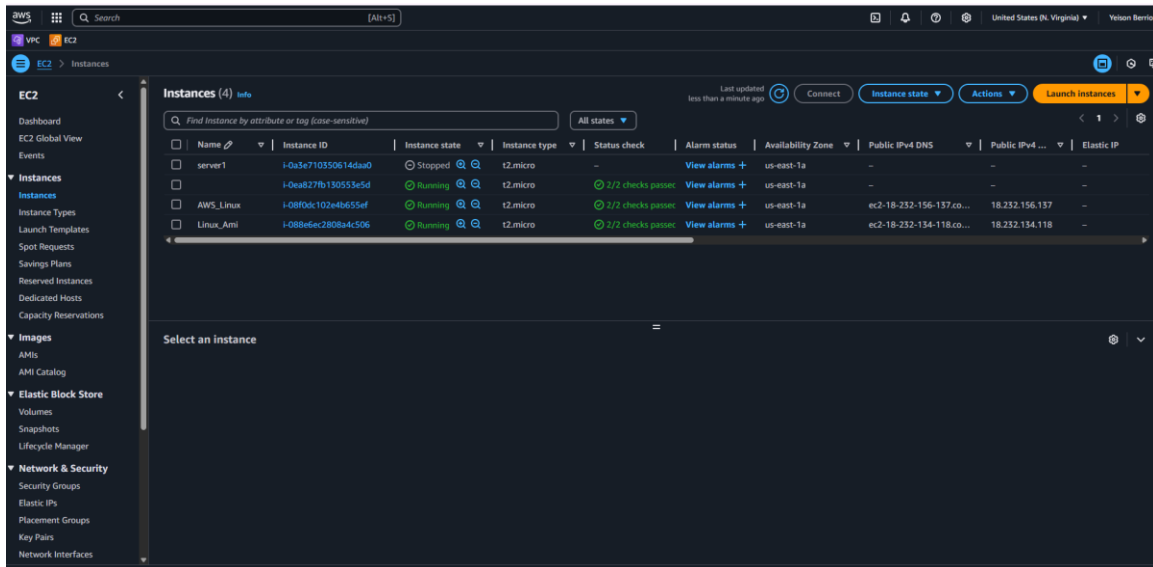 aws Search [Alt+S] United States (N. Virginia) Yeison Berrio
VPC EC2
EC2 > Instances
EC2
Dashboard
EC2 Global View
Events
Instances
Instances
Instance Types
Launch Templates
Spot Requests
Savings Plans
Reserved Instances
Dedicated Hosts
Capacity Reservations
Images
AMIs
AMI Catalog
Elastic Block Store
Volumes
Snapshots
Lifecycle Manager
Network & Security
Security Groups
Elastic IPs
Placement Groups
Key Pairs
Network Interfaces
Instances (4) Info
Last updated
less than a minute ago
Connect Instance state Actions Launch instances
Find Instance by attribute or tag (case-sensitive) All states < 1 >
Name Instance ID Instance state Instance type Status check Alarm status Availability Zone Public IPv4 DNS Public IPv4 ... Elastic IP
server1 i-0a3e710350614daa0 Stopped t2.micro – View alarms + us-east-1a – – –
i-0ea827fb130553e5d Running t2.micro 2/2 checks passec View alarms + us-east-1a – – –
AWS_Linux i-08f0dc102e4b655ef Running t2.micro 2/2 checks passec View alarms + us-east-1a ec2-18-232-156-137.co... 18.232.156.137 –
Linux_Ami i-088e6ec2808a4c506 Running t2.micro 2/2 checks passec View alarms + us-east-1a ec2-18-232-134-118.co... 18.232.134.118 –
Select an instance